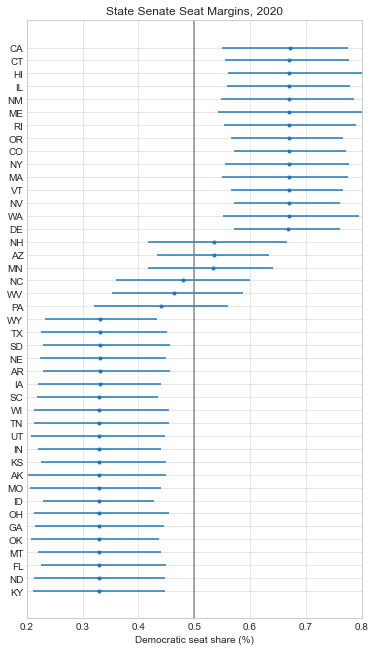 State Senate Seat Margins, 2020
CA
CT
HI
IL
NM
ME
RI
OR
CO
NY
MA
VT
NV
WA
DE
NH
AZ
MN
NC
WV
PA
WY
TX
SD
NE
AR
IA
SC
WI
TN
UT
IN
KS
AK
MO
ID
OH
GA
OK
MT
FL
ND
KY
0.2 0.3 0.4 0.5 0.6 0.7 0.8
Democratic seat share (%)